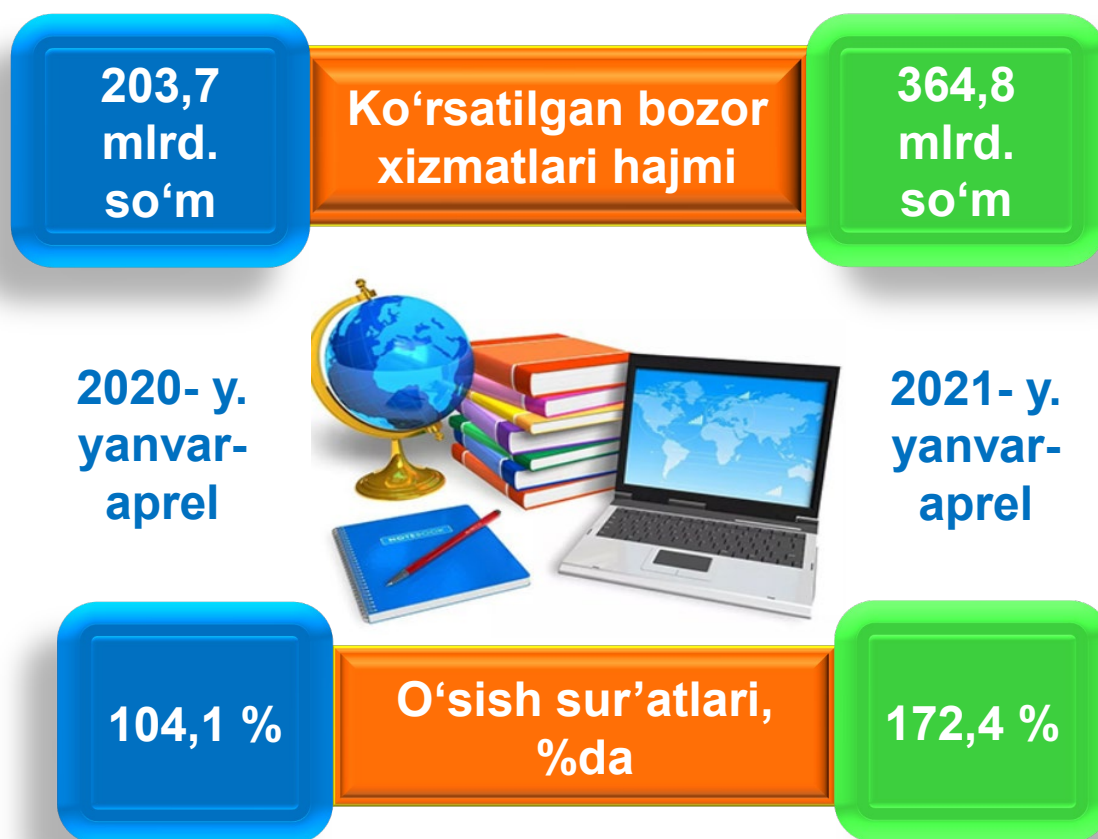 203,7
mlrd.
so‘m
Ko‘rsatilgan bozor
xizmatlari hajmi
364,8
mlrd.
so‘m
2020- y.
yanvar-
aprel
NOTEBOOK
2021- y.
yanvar-
aprel
104,1 %
O‘sish sur’atlari,
%da
172,4 %